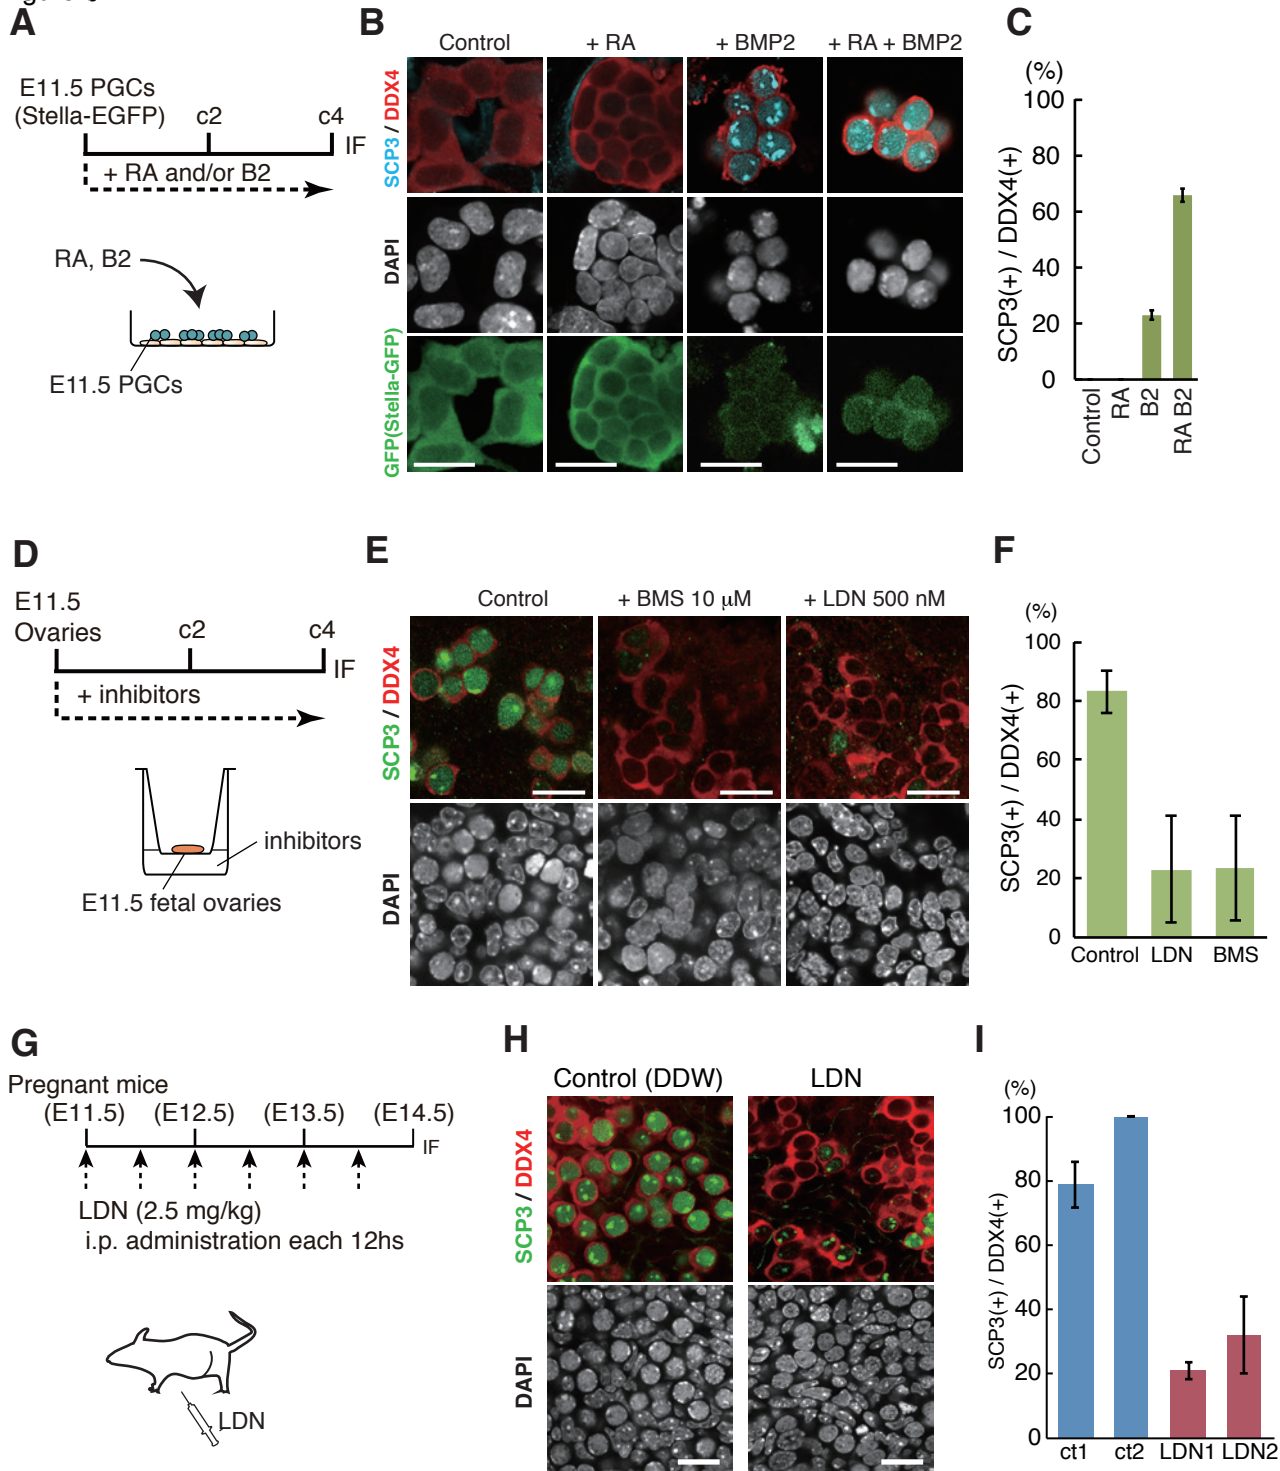 A
E11.5 PGCs
(Stella-EGFP)
c2
c4
IF
+ RA and/or B2
RA, B2
E11.5 PGCs
B
Control
+ RA
+ BMP2
+ RA + BMP2
SCP3 / DDX4
DAPI
GFP(Stella-GFP)
C
(%)
100
80
60
40
20
0
SCP3(+) / DDX4(+)
Control
RA
B2
RA B2
D
E11.5
Ovaries
c2
c4
IF
+ inhibitors
inhibitors
E11.5 fetal ovaries
E
Control
+ BMS 10 μM
+ LDN 500 nM
SCP3 / DDX4
DAPI
F
(%)
100
80
60
40
20
0
SCP3(+) / DDX4(+)
Control
LDN
BMS
G
Pregnant mice
(E11.5)
(E12.5)
(E13.5)
(E14.5)
IF
LDN (2.5 mg/kg)
i.p. administration each 12hs
LDN
H
Control (DDW)
LDN
SCP3 / DDX4
DAPI
I
(%)
100
80
60
40
20
0
SCP3(+) / DDX4(+)
ct1
ct2
LDN1
LDN2